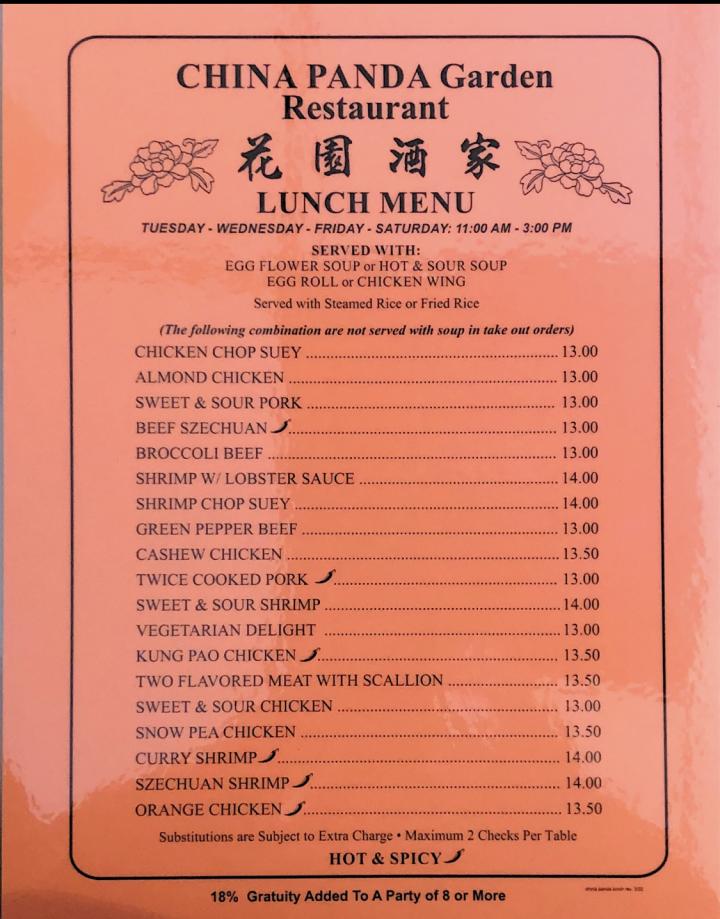 CHINA PANDA Garden
Restaurant
花園酒家
LUNCH MENU
TUESDAY - WEDNESDAY - FRIDAY - SATURDAY: 11:00 AM - 3:00 PM
SERVED WITH:
EGG FLOWER SOUP or HOT & SOUR SOUP
EGG ROLL or CHICKEN WING
Served with Steamed Rice or Fried Rice
(The following combination are not served with soup in take out orders)
CHICKEN CHOP SUEY 13.00
ALMOND CHICKEN 13.00
SWEET & SOUR PORK 13.00
BEEF SZECHUAN 13.00
BROCCOLI BEEF 13.00
SHRIMP W/ LOBSTER SAUCE 14.00
SHRIMP CHOP SUEY 14.00
GREEN PEPPER BEEF 13.00
CASHEW CHICKEN 13.50
TWICE COOKED PORK 13.00
SWEET & SOUR SHRIMP 14.00
VEGETARIAN DELIGHT 13.00
KUNG PAO CHICKEN 13.50
TWO FLAVORED MEAT WITH SCALLION 13.50
SWEET & SOUR CHICKEN 13.00
SNOW PEA CHICKEN 13.50
CURRY SHRIMP 14.00
SZECHUAN SHRIMP 14.00
ORANGE CHICKEN 13.50
Substitutions are Subject to Extra Charge • Maximum 2 Checks Per Table
HOT & SPICY
18% Gratuity Added To A Party of 8 or More